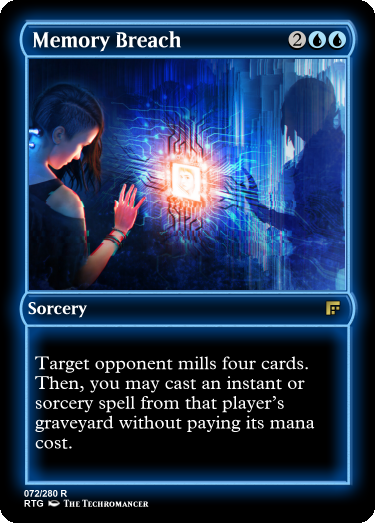 Memory Breach
2
Sorcery
Target opponent mills four cards.
Then, you may cast an instant or
sorcery spell from that player's
graveyard without paying its mana
cost.
072/280 R
RTG The Techromancer